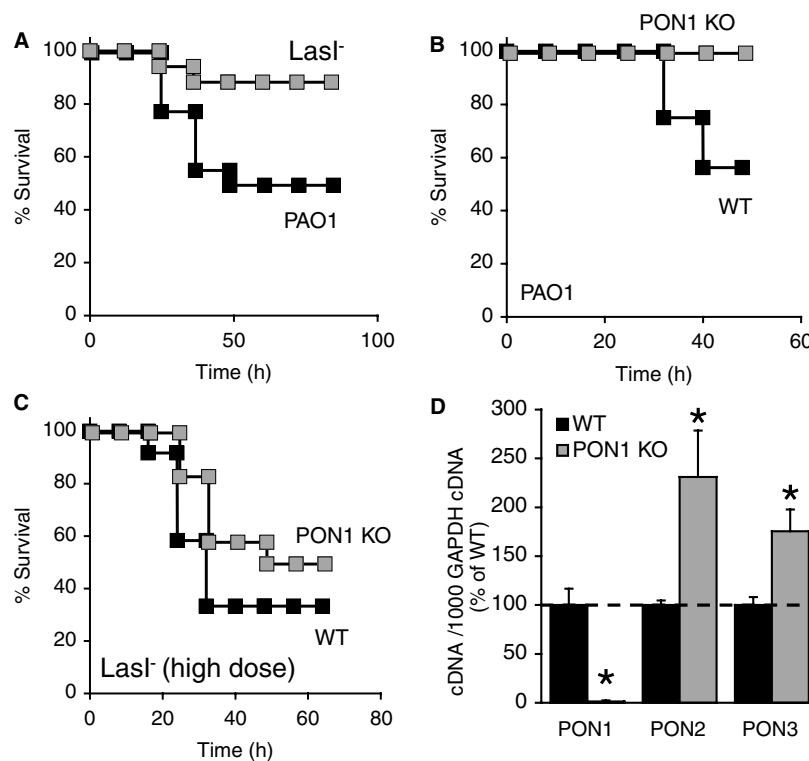 A
LasI-
PAO1
% Survival
100
80
60
40
20
0
0 50 100
Time (h)
B
PON1 KO
WT
PAO1
% Survival
100
80
60
40
20
0
0 20 40 60
Time (h)
C
PON1 KO
WT
LasI- (high dose)
% Survival
100
80
60
40
20
0
0 20 40 60 80
Time (h)
D
WT
PON1 KO
cDNA /1000 GAPDH cDNA
(% of WT)
300
250
200
150
100
50
0
*
*
*
PON1 PON2 PON3